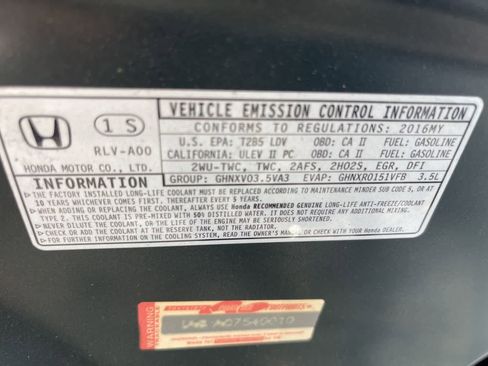 1 S
RLV-A00
HONDA MOTOR CO., LTD.
VEHICLE EMISSION CONTROL INFORMATION
CONFORMS TO REGULATIONS: 2016MY
U.S. EPA: T2B5 LDV OBD: CA II FUEL: GASOLINE
CALIFORNIA: ULEV II PC OBD: CA II FUEL: GASOLINE
2WU-TWC, TWC, 2AFS, 2HO2S, EGR, DFI
GROUP: GHNXV03.5VA3 EVAP: GHNXR0151VFB 3.5L
INFORMATION
THE FACTORY INSTALLED LONG-LIFE COOLANT MUST BE REPLACED ACCORDING TO MAINTENANCE MINDER SUB CODE 5, OR AT
10 YEARS WHICHEVER COMES FIRST. THEREAFTER EVERY 5 YEARS.
WHEN ADDING OR REPLACING COOLANT, ALWAYS USE Honda RECOMMENDED GENUINE LONG-LIFE ANTI-FREEZE/COOLANT
TYPE 2. THIS COOLANT IS PRE-MIXED WITH 50% DISTILLED WATER. IT DOES NOT REQUIRE ANY ADDITIONAL MIXING.
NEVER DILUTE THE COOLANT, OR THE LIFE OF THE ENGINE MAY BE SERIOUSLY SHORTENED.
CHECK OR ADD THE COOLANT AT THE RESERVE TANK, NOT THE RADIATOR.
FOR FURTHER INFORMATION ON THE COOLING SYSTEM, READ THE OWNER'S MANUAL OR CHECK WITH YOUR Honda DEALER.
WARNING